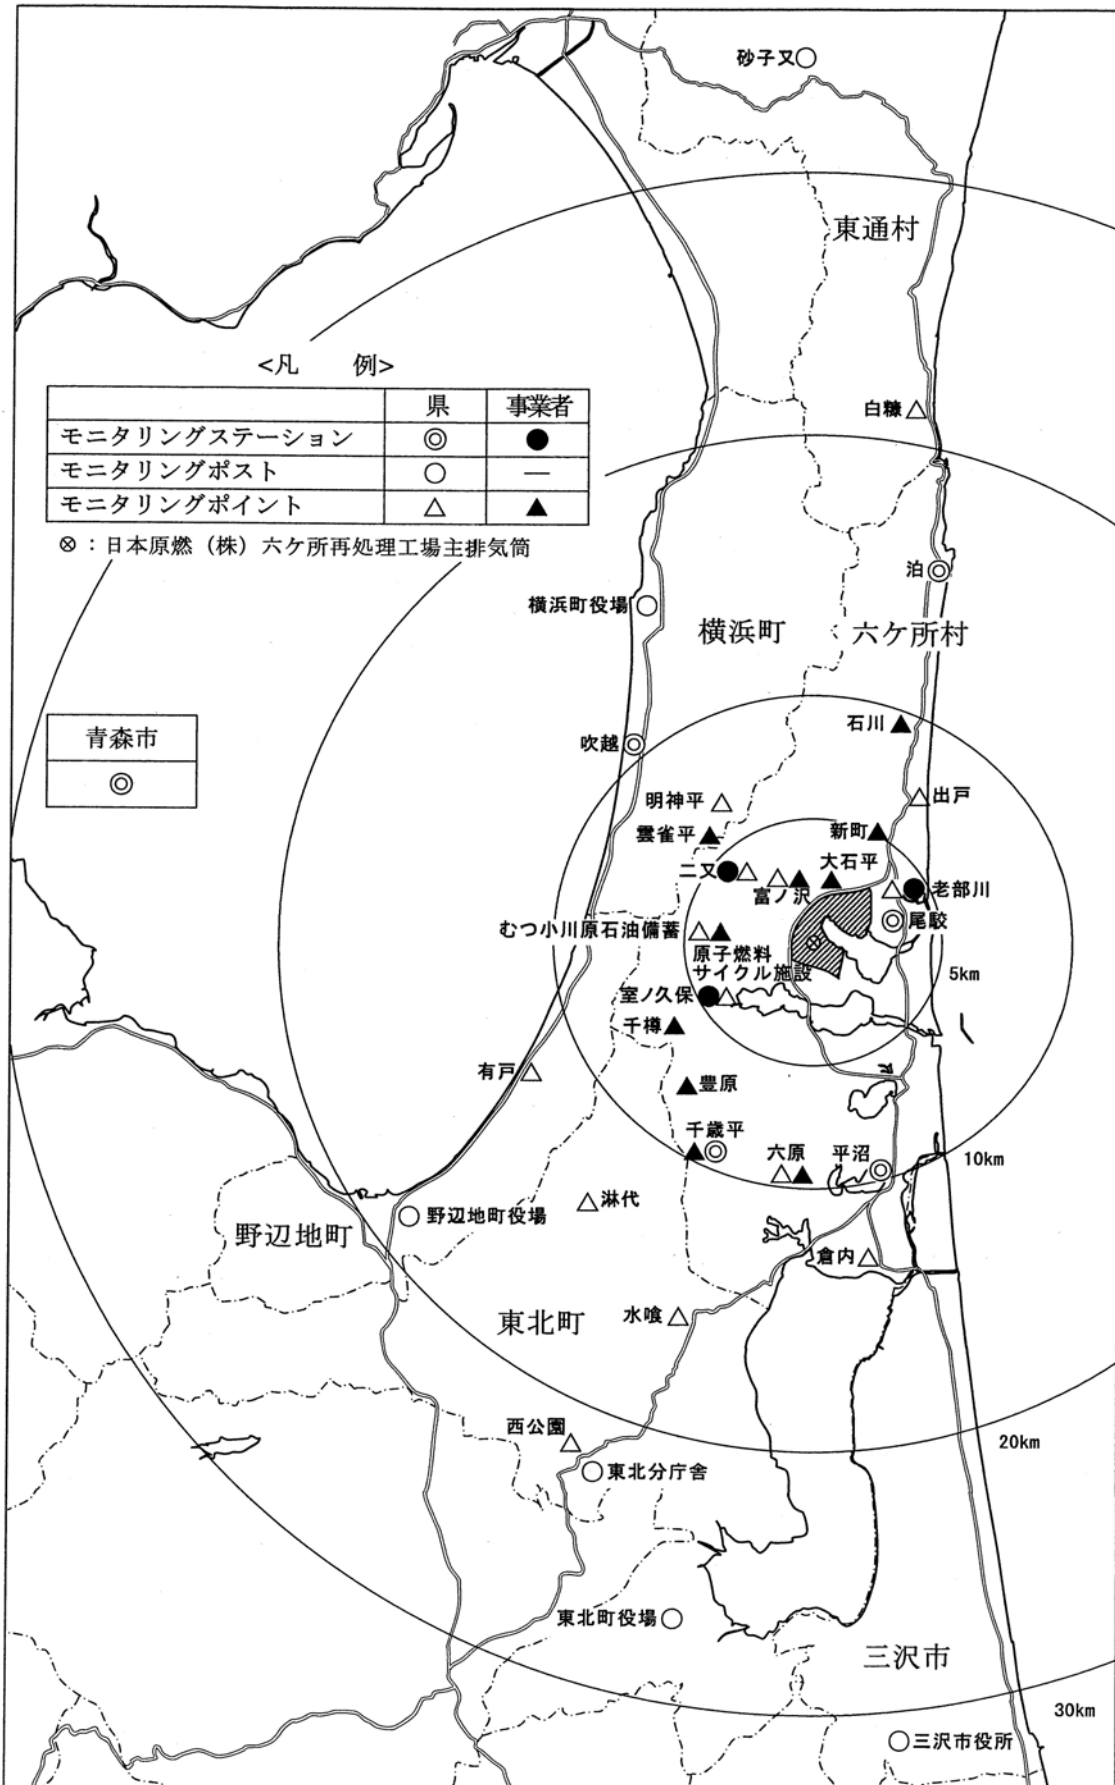 砂子又○
東通村
<凡　例>
県 事業者
モニタリングステーション ◎ ●
モニタリングポスト ○ ―
モニタリングポイント △ ▲
⊗：日本原燃（株）六ケ所再処理工場主排気筒
白糠△
泊◎
横浜町役場○
横浜町
六ケ所村
青森市
◎
石川▲
吹越◎
明神平△
△出戸
雲雀平▲
新町▲
二又●△
△▲
富ノ沢
大石平
▲
△●老部川
◎尾駮
むつ小川原石油備蓄△▲
原子燃料
サイクル施設
⊗
5km
室ノ久保●△
千樽▲
有戸△
▲豊原
千歳平
▲◎
六原
△▲
平沼
◎
10km
△淋代
○野辺地町役場
野辺地町
倉内△
東北町
水喰△
西公園
△
20km
○東北分庁舎
東北町役場○
三沢市
30km
○三沢市役所